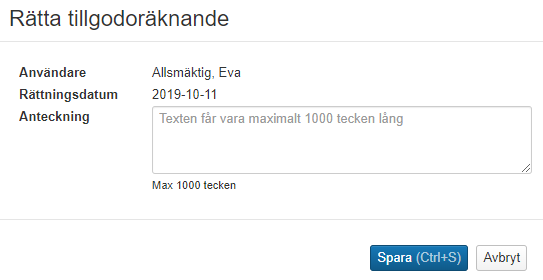 Rätta tillgodoräknande
Användare Allsmäktig, Eva
Rättningsdatum 2019-10-11
Anteckning Texten får vara maximalt 1000 tecken lång
Max 1000 tecken
Spara (Ctrl+S) Avbryt